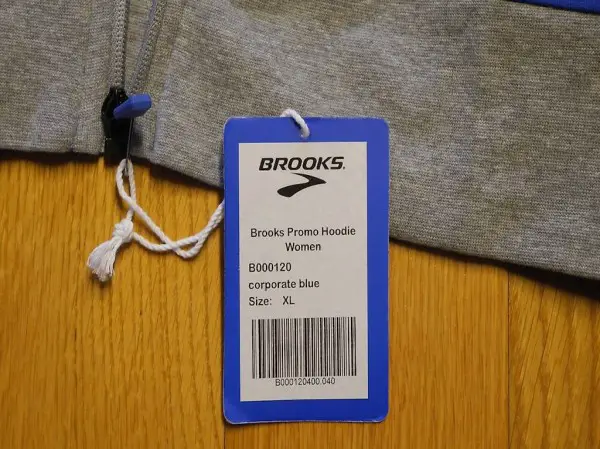 BROOKS
Brooks Promo Hoodie
Women
B000120
corporate blue
Size: XL
B000120400.040